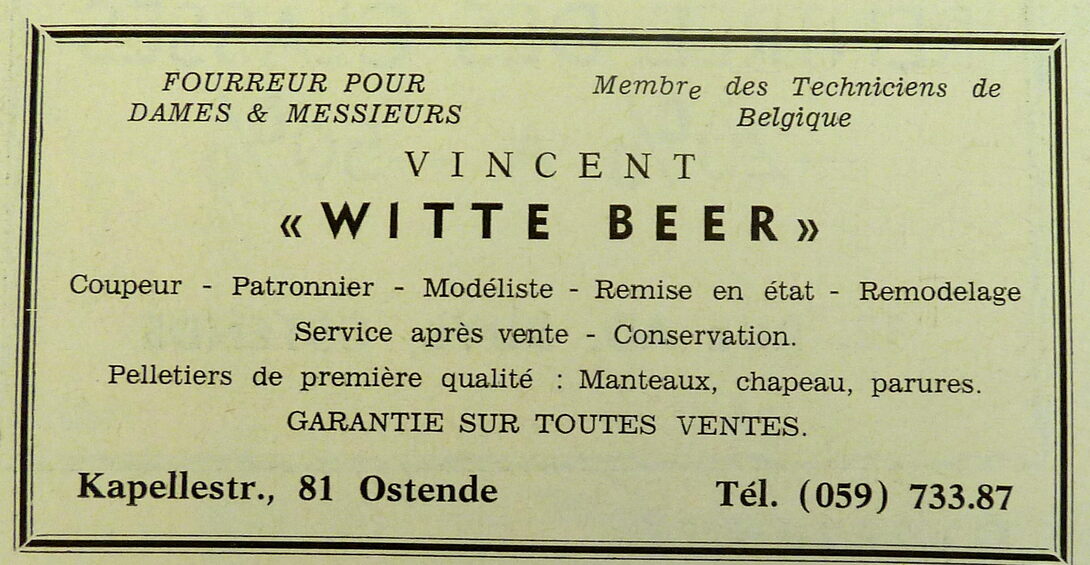 FOURREUR POUR
DAMES & MESSIEURS
Membre des Techniciens de
Belgique
VINCENT
« WITTE BEER »
Coupeur - Patronnier - Modéliste - Remise en état - Remodelage
Service après vente - Conservation.
Pelletiers de première qualité : Manteaux, chapeau, parures.
GARANTIE SUR TOUTES VENTES.
Kapellestr., 81 Ostende
Tél. (059) 733.87